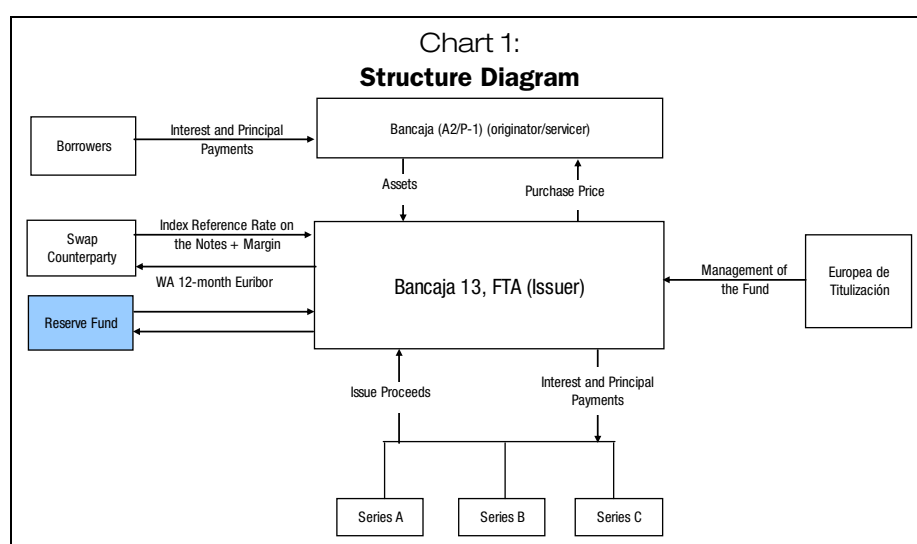 Chart 1:
Structure Diagram
Borrowers
Interest and Principal
Payments
Bancaja (A2/P-1) (originator/servicer)
Assets
Purchase Price
Swap
Counterparty
Index Reference Rate on
the Notes + Margin
WA 12-month Euribor
Reserve Fund
Bancaja 13, FTA (Issuer)
Management of
the Fund
Europea de
Titulización
Issue Proceeds
Interest and Principal
Payments
Series A
Series B
Series C